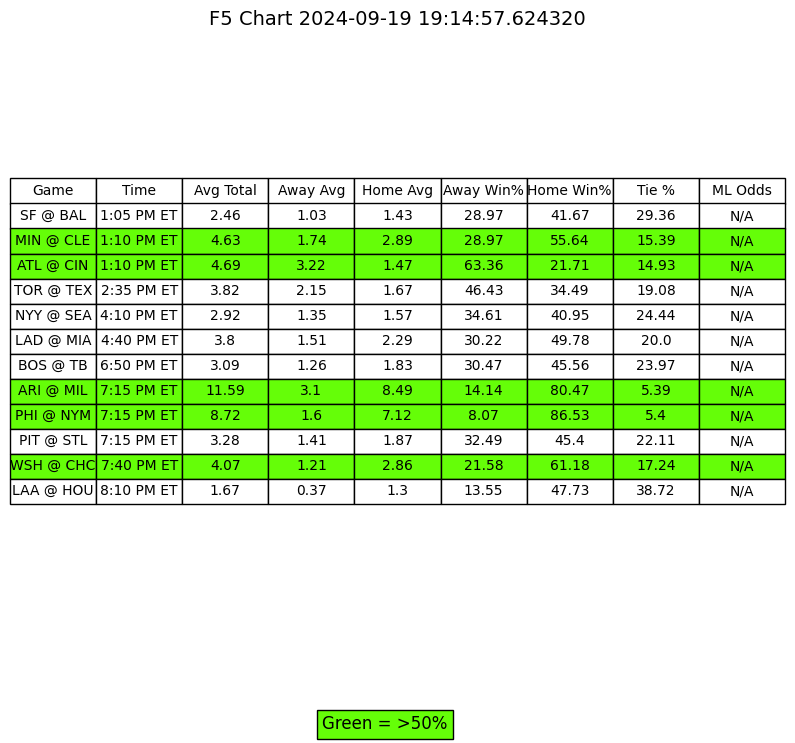 F5 Chart 2024-09-19 19:14:57.624320
Game Time Avg Total Away Avg Home Avg Away Win% Home Win% Tie % ML Odds
SF @ BAL 1:05 PM ET 2.46 1.03 1.43 28.97 41.67 29.36 N/A
MIN @ CLE 1:10 PM ET 4.63 1.74 2.89 28.97 55.64 15.39 N/A
ATL @ CIN 1:10 PM ET 4.69 3.22 1.47 63.36 21.71 14.93 N/A
TOR @ TEX 2:35 PM ET 3.82 2.15 1.67 46.43 34.49 19.08 N/A
NYY @ SEA 4:10 PM ET 2.92 1.35 1.57 34.61 40.95 24.44 N/A
LAD @ MIA 4:40 PM ET 3.8 1.51 2.29 30.22 49.78 20.0 N/A
BOS @ TB 6:50 PM ET 3.09 1.26 1.83 30.47 45.56 23.97 N/A
ARI @ MIL 7:15 PM ET 11.59 3.1 8.49 14.14 80.47 5.39 N/A
PHI @ NYM 7:15 PM ET 8.72 1.6 7.12 8.07 86.53 5.4 N/A
PIT @ STL 7:15 PM ET 3.28 1.41 1.87 32.49 45.4 22.11 N/A
WSH @ CHC 7:40 PM ET 4.07 1.21 2.86 21.58 61.18 17.24 N/A
LAA @ HOU 8:10 PM ET 1.67 0.37 1.3 13.55 47.73 38.72 N/A
Green = >50%